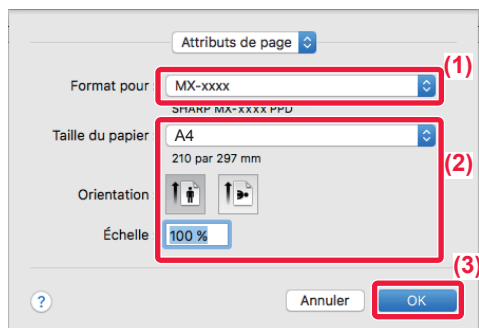 Attributs de page
(1)
Format pour : MX-xxxx
SHARP MX-xxxx PPD
Taille du papier : A4
210 par 297 mm
(2)
Orientation
Échelle 100 %
(3)
? Annuler OK